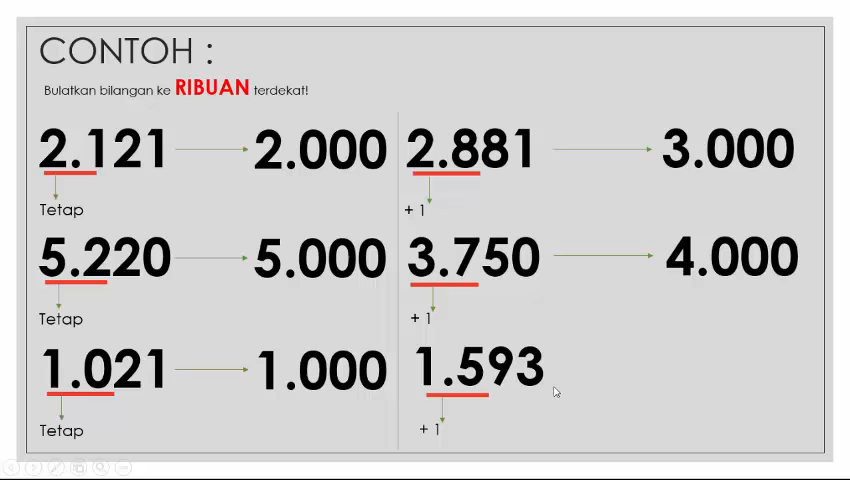 CONTOH :
Bulatkan bilangan ke RIBUAN terdekat!
2.121 2.000
Tetap
5.220 5.000
Tetap
1.021 1.000
Tetap
2.881 3.000
+ 1
3.750 4.000
+ 1
1.593
+ 1